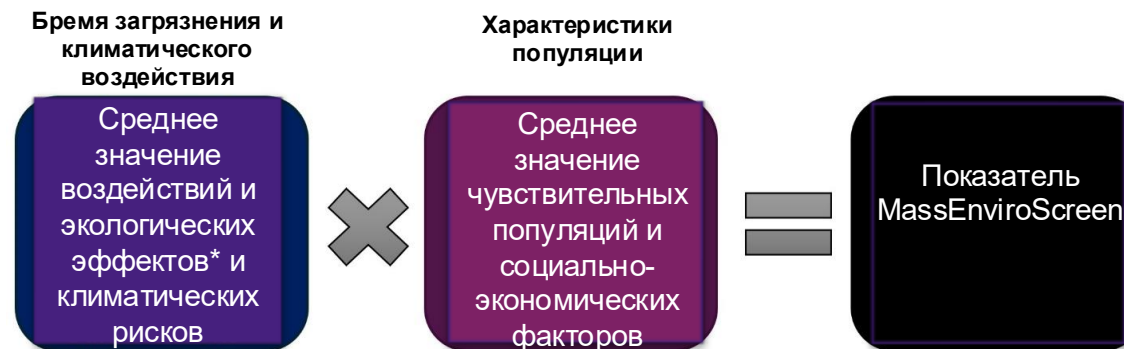 Бремя загрязнения и
климатического
воздействия
Характеристики
популяции
Среднее
значение
воздействий и
экологических
эффектов* и
климатических
рисков
Среднее
значение
чувствительных
популяций и
социально-
экономических
факторов
Показатель
MassEnviroScreen